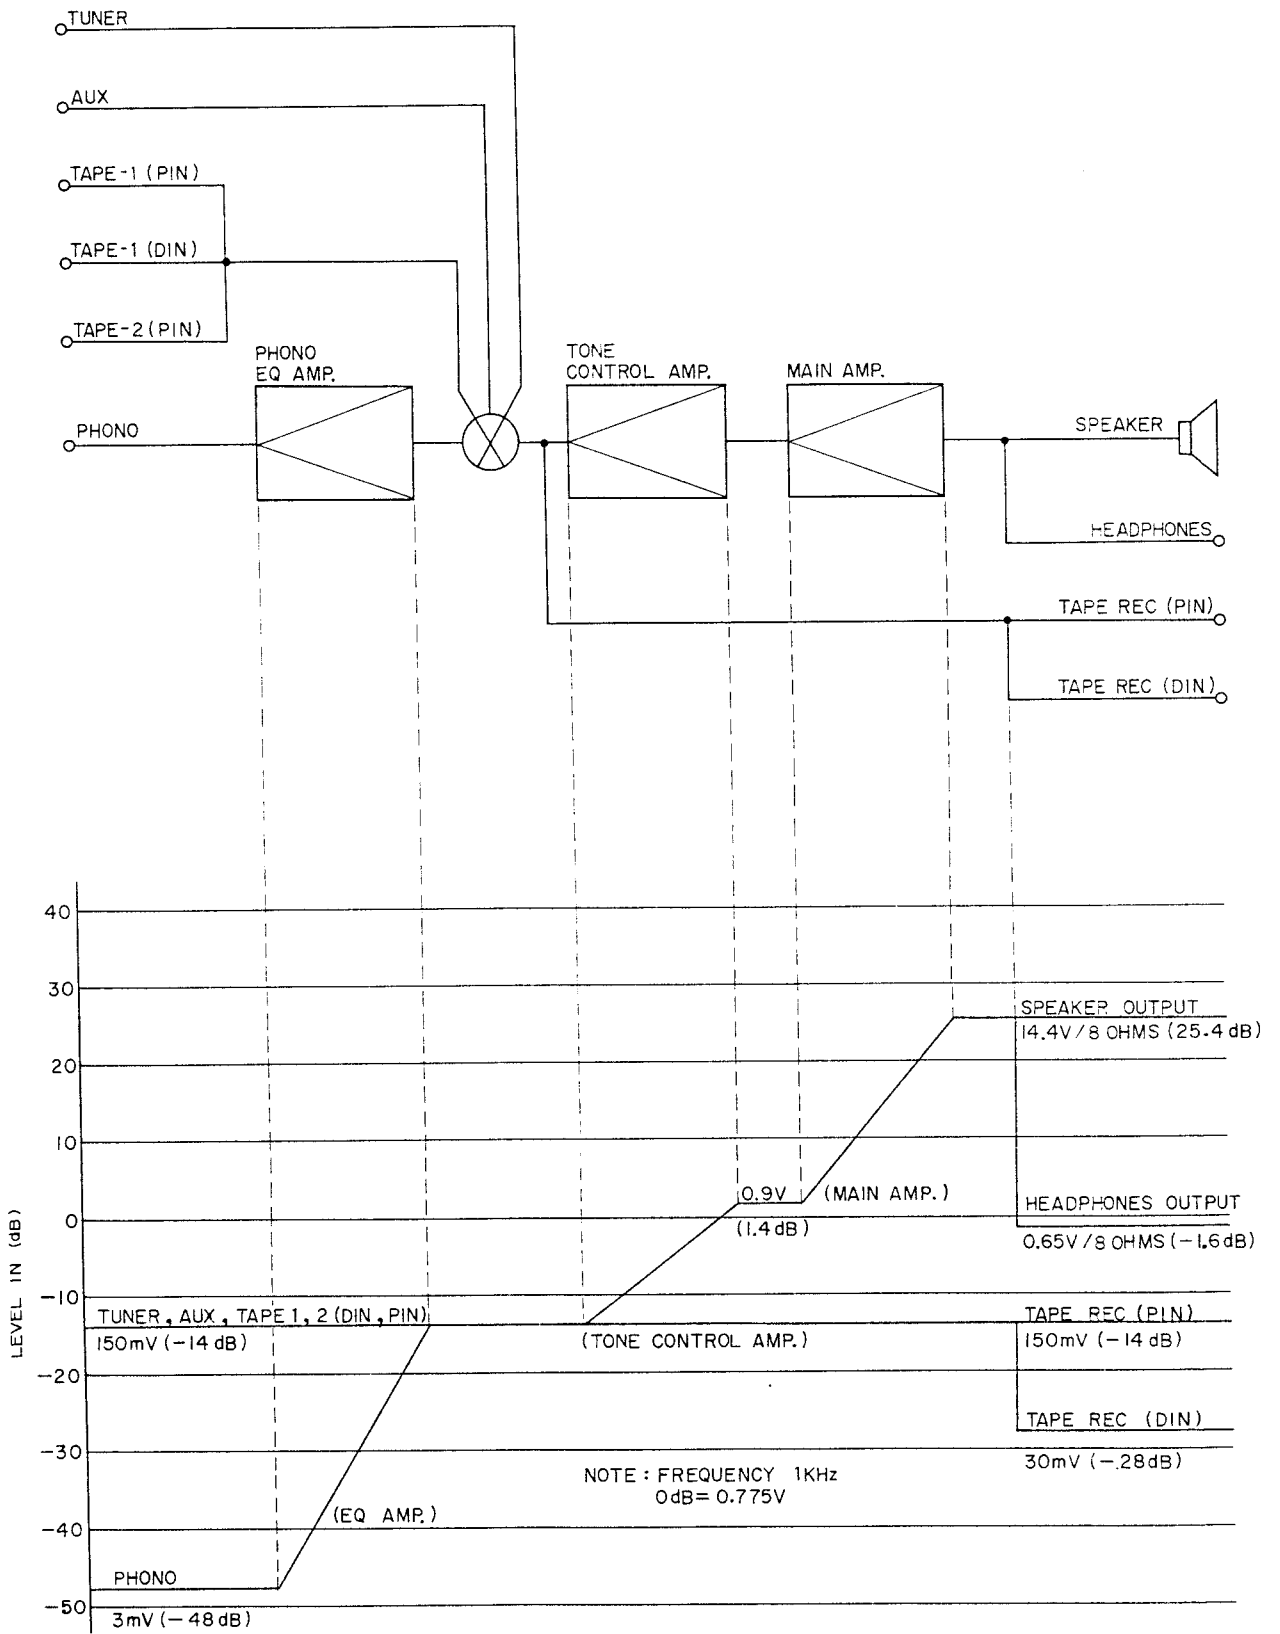 TUNER
AUX
TAPE-1 (PIN)
TAPE-1 (DIN)
TAPE-2 (PIN)
PHONO
EQ AMP.
TONE
CONTROL AMP.
MAIN AMP.
PHONO
SPEAKER
HEADPHONES
TAPE REC (PIN)
TAPE REC (DIN)
LEVEL IN (dB)
40
30
20
10
0
-10
-20
-30
-40
-50
SPEAKER OUTPUT
14.4V/8 OHMS (25.4 dB)
0.9V
(1.4 dB)
(MAIN AMP.)
HEADPHONES OUTPUT
0.65V/8 OHMS (-1.6dB)
TUNER, AUX, TAPE 1, 2 (DIN, PIN)
150mV (-14 dB)
(TONE CONTROL AMP.)
TAPE REC (PIN)
150mV (-14 dB)
TAPE REC (DIN)
30mV (-.28dB)
NOTE : FREQUENCY 1KHz
0dB = 0.775V
(EQ AMP.)
PHONO
3mV (-48 dB)